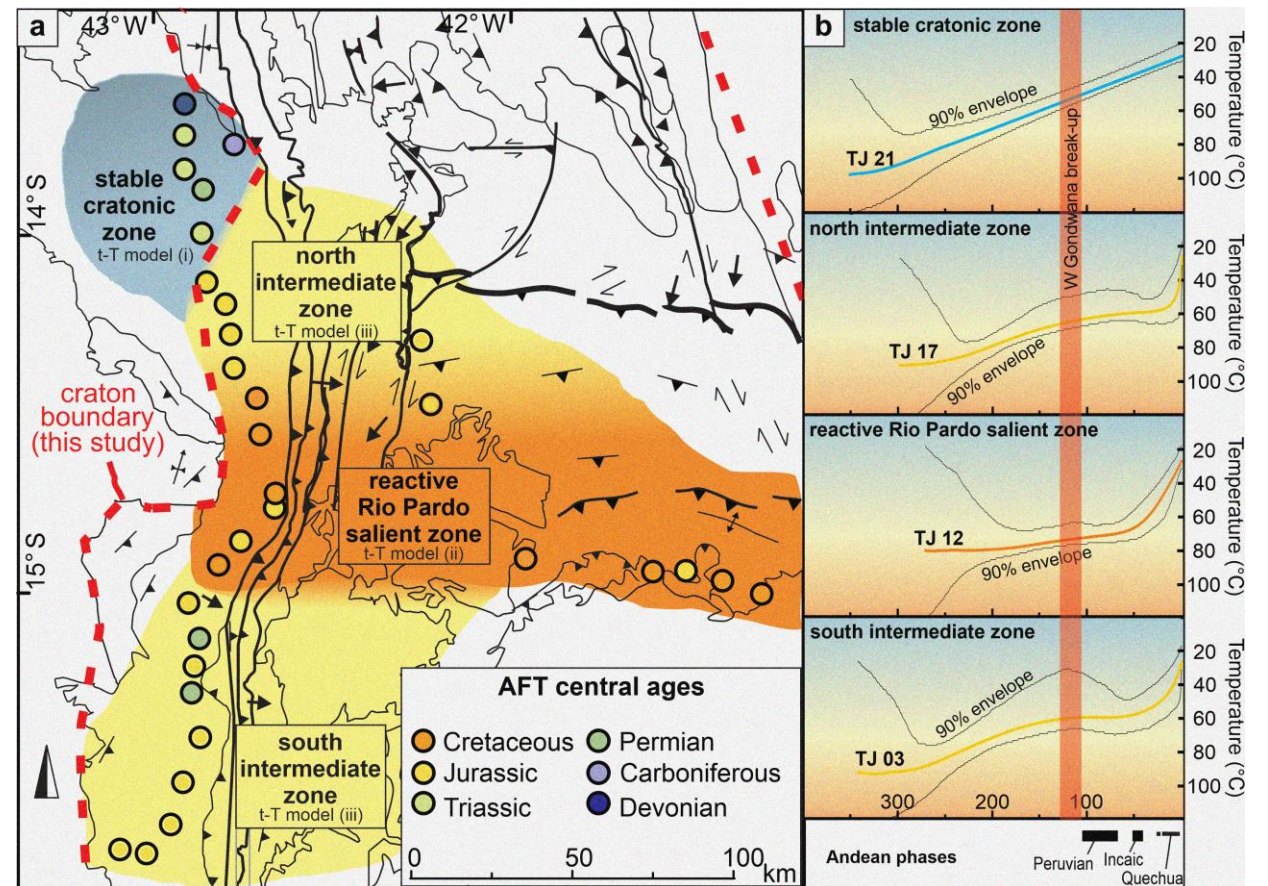 a
43°W
42°W
14°S
15°S
stable
cratonic
zone
t-T model (i)
north
intermediate
zone
t-T model (iii)
craton
boundary
(this study)
reactive
Rio Pardo
salient zone
t-T model (ii)
south
intermediate
zone
t-T model (iii)
AFT central ages
Cretaceous
Jurassic
Triassic
Permian
Carboniferous
Devonian
0 50 100
km
b
stable cratonic zone
90% envelope
TJ 21
W Gondwana break-up
20
40
60
80
100
Temperature (°C)
north intermediate zone
TJ 17
90% envelope
20
40
60
80
100
Temperature (°C)
reactive Rio Pardo salient zone
TJ 12
90% envelope
20
40
60
80
100
Temperature (°C)
south intermediate zone
90% envelope
TJ 03
20
40
60
80
100
Temperature (°C)
300 200 100
Andean phases
Peruvian
Incaic
Quechua